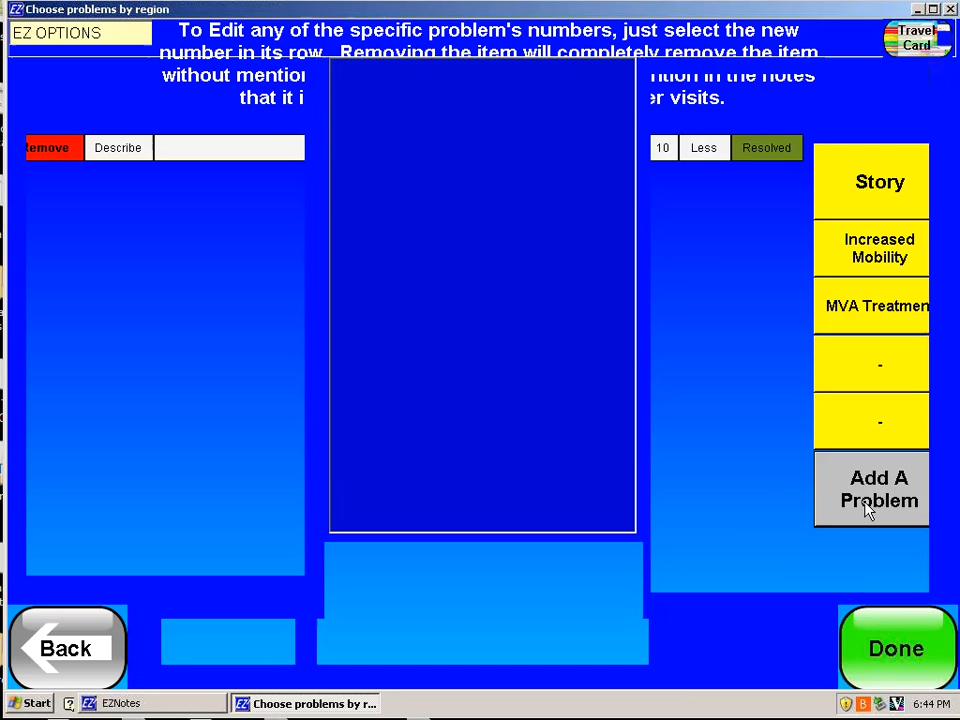 Choose problems by region
EZ OPTIONS
To Edit any of the specific problem's numbers, just select the new
number in its row. Removing the item will completely remove the item
without mention
ntion in the notes
that it i
er visits.
Travel
Card
Remove
Describe
10
Less
Resolved
Story
Increased
Mobility
MVA Treatmen
-
-
Add A
Problem
Back
Done
Start
EZNotes
Choose problems by r...
6:44 PM